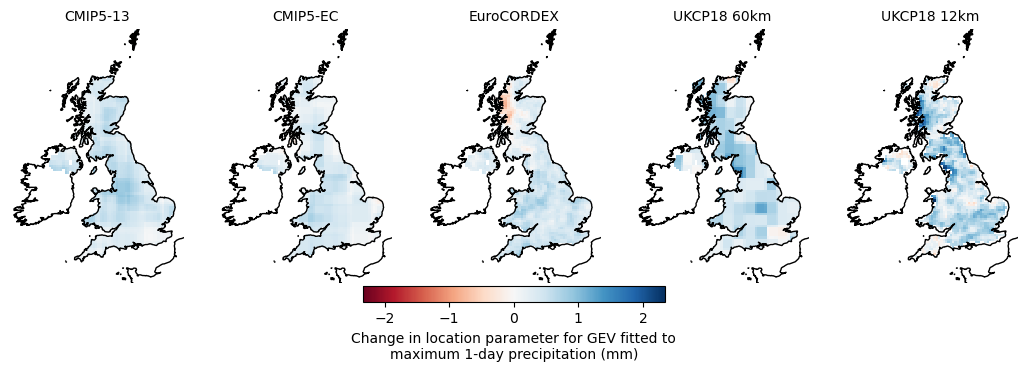 CMIP5-13 CMIP5-EC EuroCORDEX UKCP18 60km UKCP18 12km
−2 −1 0 1 2
Change in location parameter for GEV fitted to
maximum 1-day precipitation (mm)